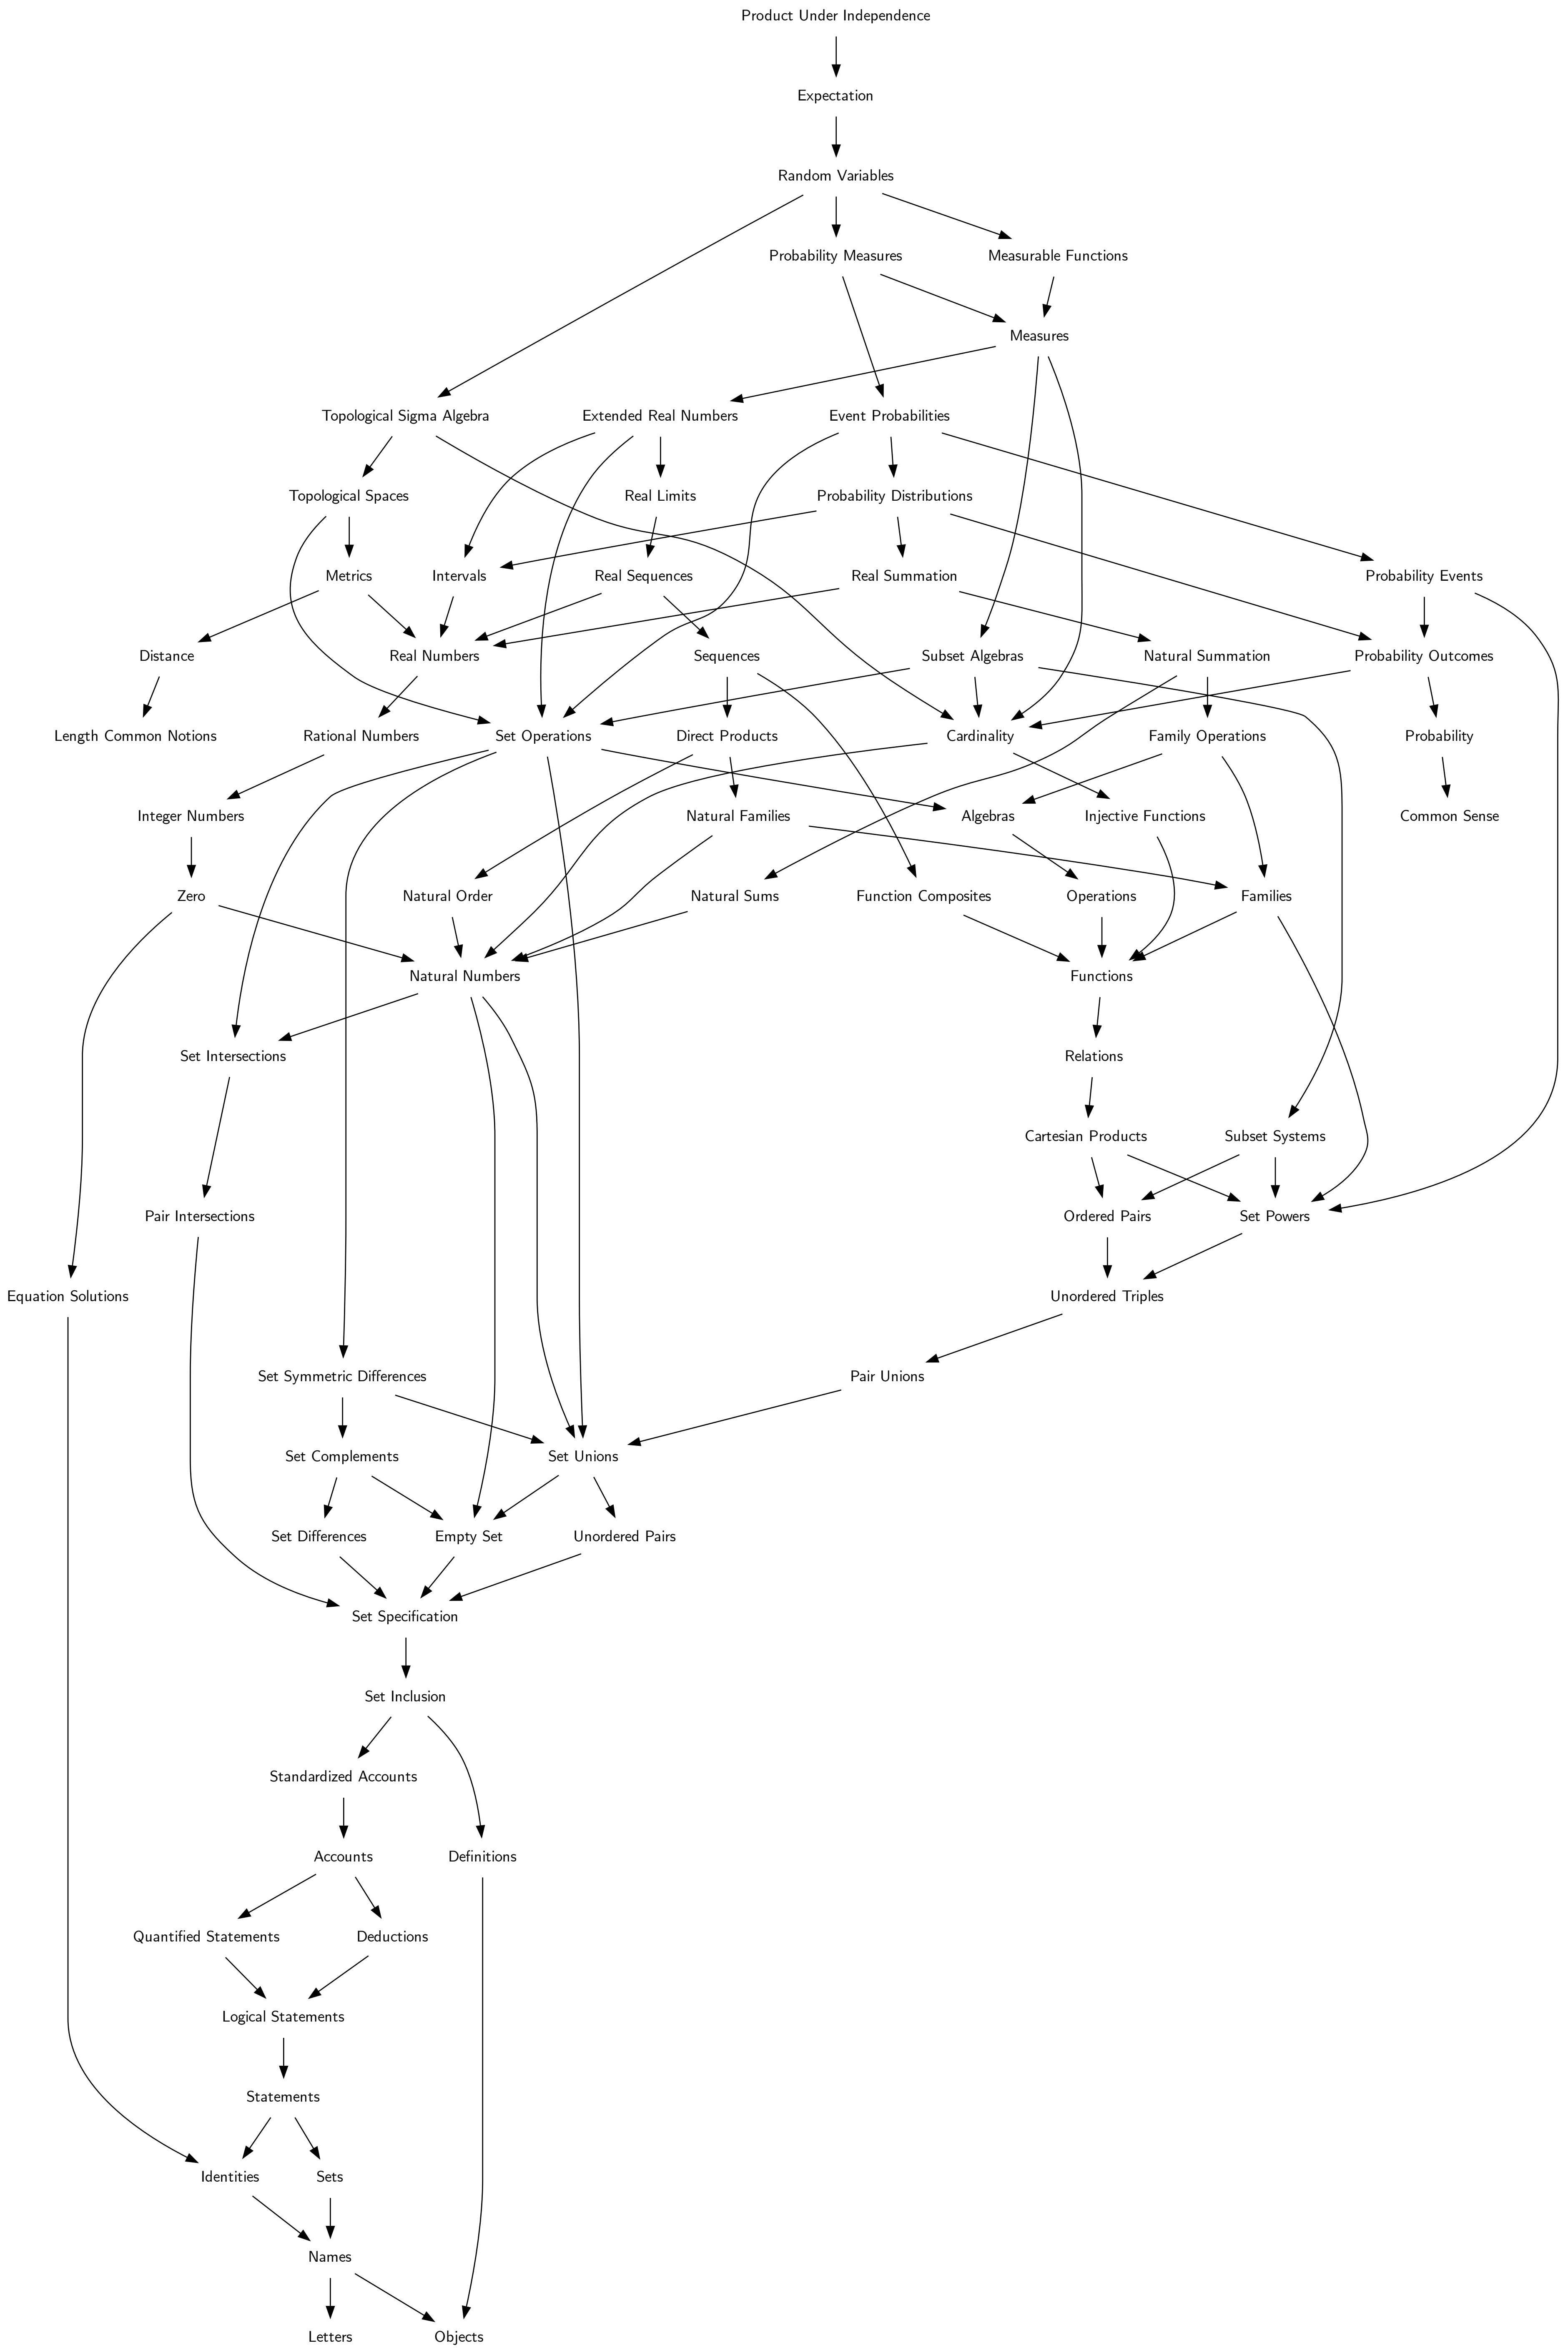 Product Under Independence
Expectation
Random Variables
Probability Measures
Measurable Functions
Measures
Topological Sigma Algebra
Extended Real Numbers
Event Probabilities
Topological Spaces
Real Limits
Probability Distributions
Metrics
Intervals
Real Sequences
Real Summation
Probability Events
Distance
Real Numbers
Sequences
Subset Algebras
Natural Summation
Probability Outcomes
Length Common Notions
Rational Numbers
Set Operations
Direct Products
Cardinality
Family Operations
Probability
Integer Numbers
Natural Families
Algebras
Injective Functions
Common Sense
Zero
Natural Order
Natural Sums
Function Composites
Operations
Families
Natural Numbers
Functions
Set Intersections
Relations
Cartesian Products
Subset Systems
Pair Intersections
Ordered Pairs
Set Powers
Equation Solutions
Unordered Triples
Set Symmetric Differences
Pair Unions
Set Complements
Set Unions
Set Differences
Empty Set
Unordered Pairs
Set Specification
Set Inclusion
Standardized Accounts
Accounts
Definitions
Quantified Statements
Deductions
Logical Statements
Statements
Identities
Sets
Names
Letters
Objects